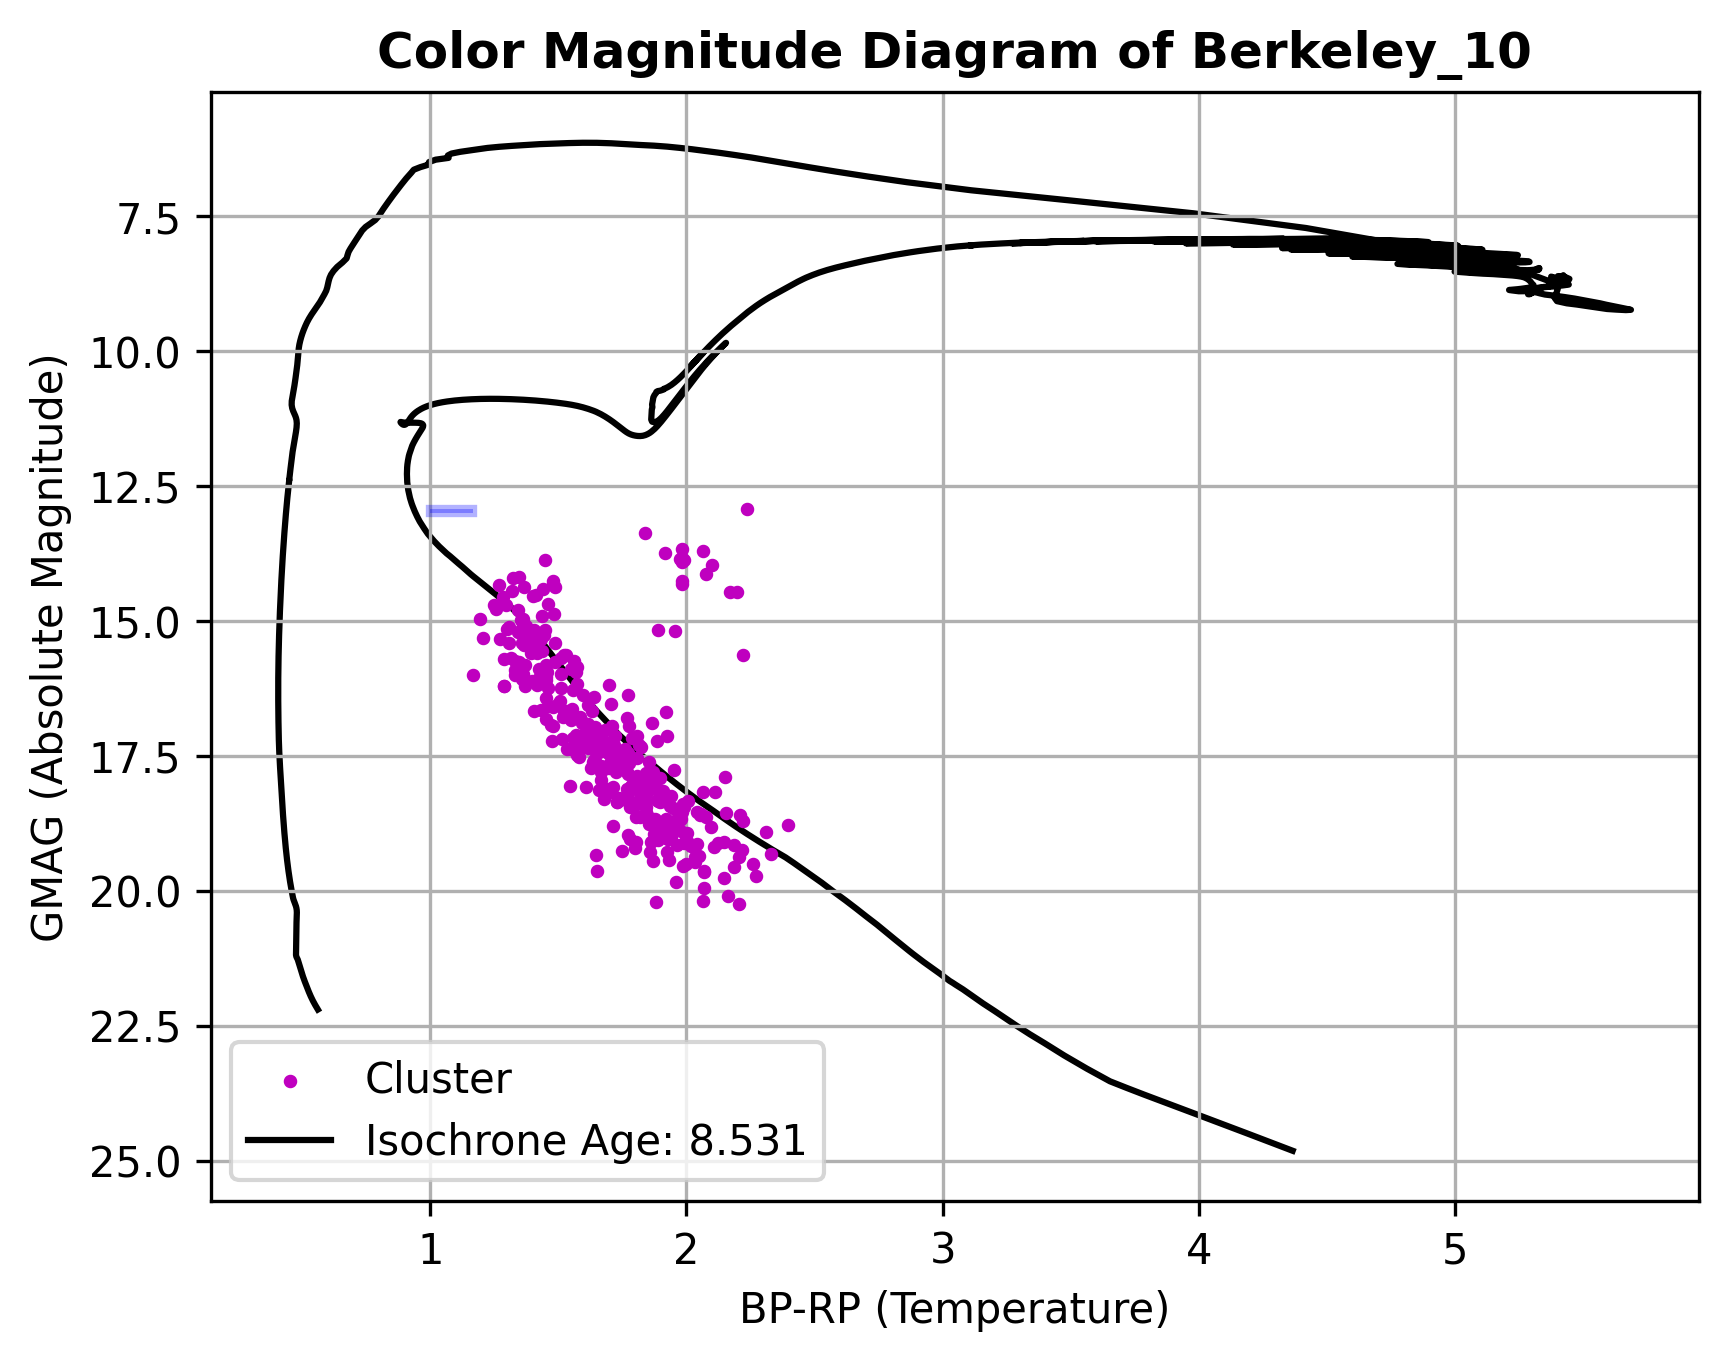 Color Magnitude Diagram of Berkeley_10
GMAG (Absolute Magnitude)
7.5
10.0
12.5
15.0
17.5
20.0
22.5
25.0
Cluster
Isochrone Age: 8.531
1 2 3 4 5
BP-RP (Temperature)